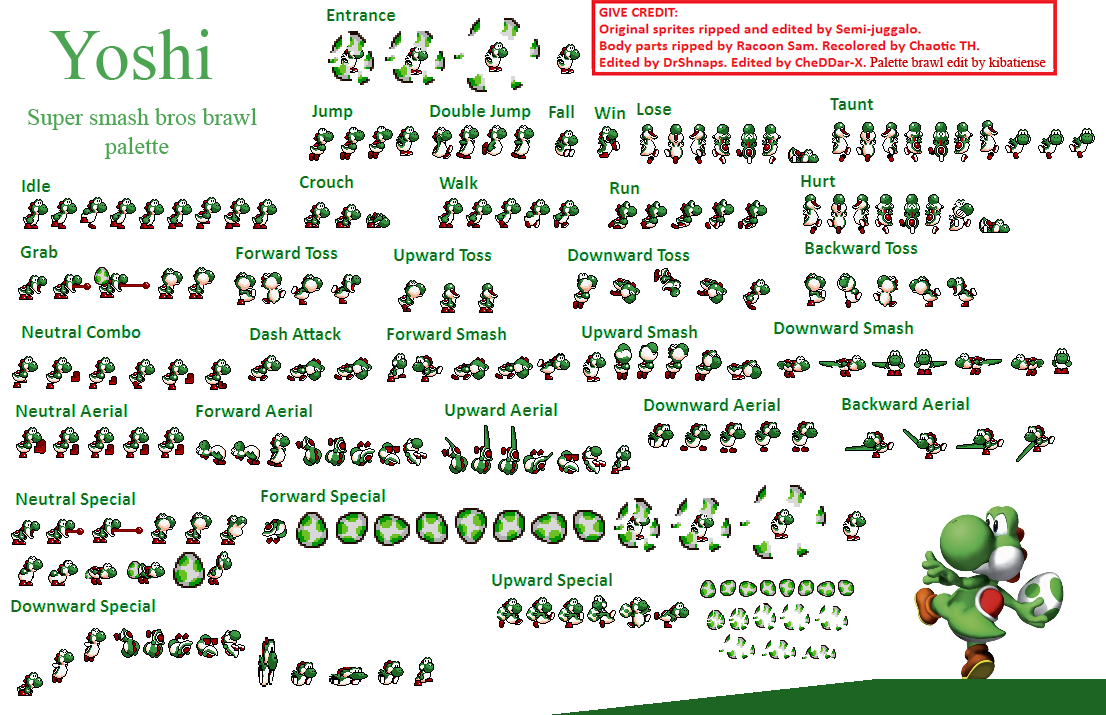 Yoshi
Super smash bros brawl
palette
Entrance
GIVE CREDIT:
Original sprites ripped and edited by Semi-juggalo.
Body parts ripped by Racoon Sam. Recolored by Chaotic TH.
Edited by DrShnaps. Edited by CheDDar-X. Palette brawl edit by kibatiense
Jump
Double Jump
Fall
Win
Lose
Taunt
Idle
Crouch
Walk
Run
Hurt
Grab
Forward Toss
Upward Toss
Downward Toss
Backward Toss
Neutral Combo
Dash Attack
Forward Smash
Upward Smash
Downward Smash
Neutral Aerial
Forward Aerial
Upward Aerial
Downward Aerial
Backward Aerial
Neutral Special
Forward Special
Upward Special
Downward Special